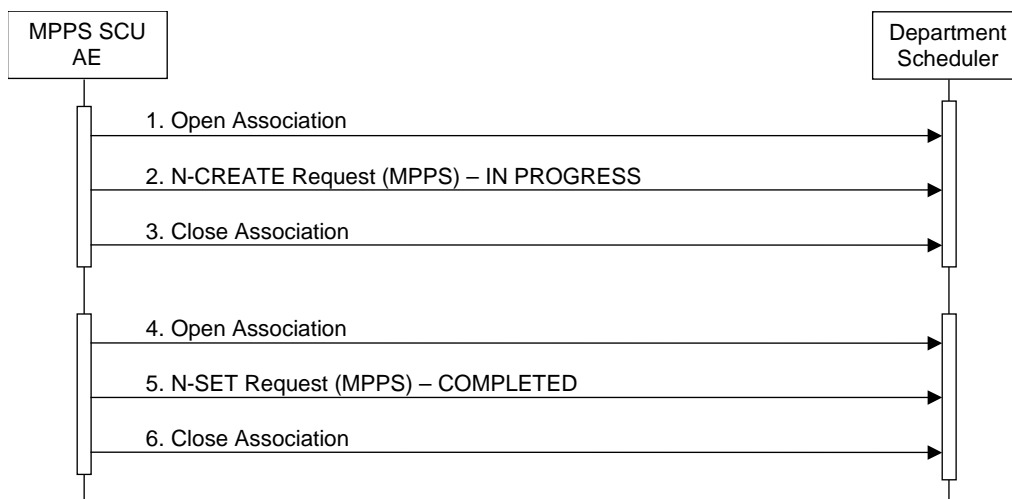 MPPS SCU
AE
Department
Scheduler
1. Open Association
2. N-CREATE Request (MPPS) – IN PROGRESS
3. Close Association
4. Open Association
5. N-SET Request (MPPS) – COMPLETED
6. Close Association